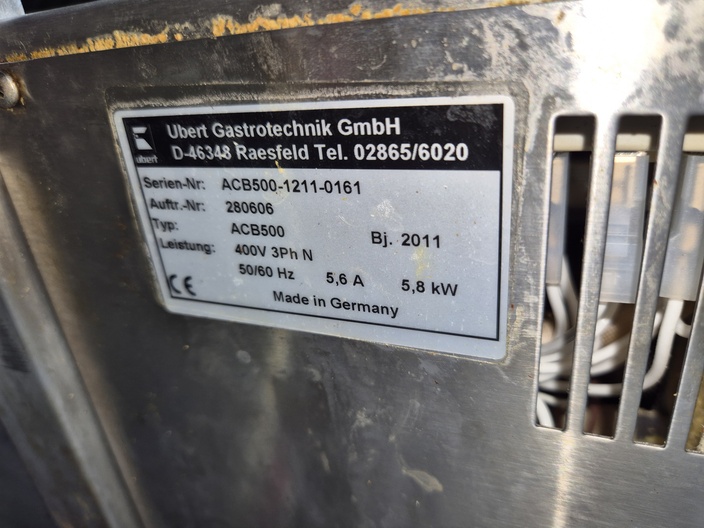 Ubert Gastrotechnik GmbH
ubert
D-46348 Raesfeld Tel. 02865/6020
Serien-Nr: ACB500-1211-0161
Auftr.-Nr: 280606
Typ: ACB500 Bj. 2011
Leistung: 400V 3Ph N
50/60 Hz 5,6 A 5,8 kW
CE Made in Germany